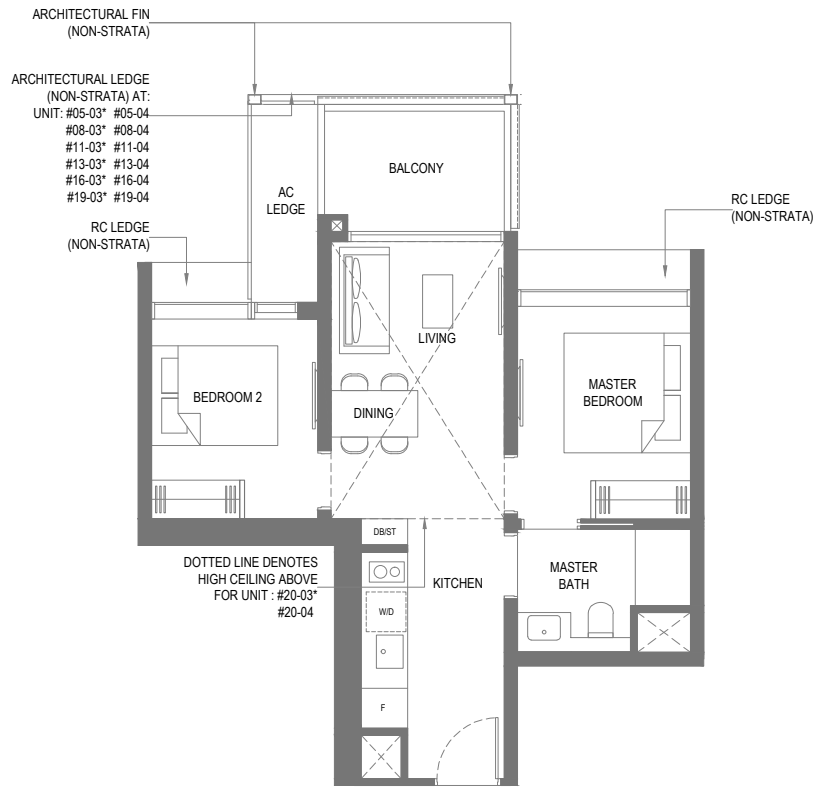 ARCHITECTURAL FIN
(NON-STRATA)
ARCHITECTURAL LEDGE
(NON-STRATA) AT:
UNIT: #05-03* #05-04
#08-03* #08-04
#11-03* #11-04
#13-03* #13-04
#16-03* #16-04
#19-03* #19-04
BALCONY
AC
LEDGE
RC LEDGE
(NON-STRATA)
RC LEDGE
(NON-STRATA)
LIVING
BEDROOM 2
DINING
MASTER
BEDROOM
DB/ST
DOTTED LINE DENOTES
HIGH CEILING ABOVE
FOR UNIT : #20-03*
#20-04
KITCHEN
MASTER
BATH
W/D
F